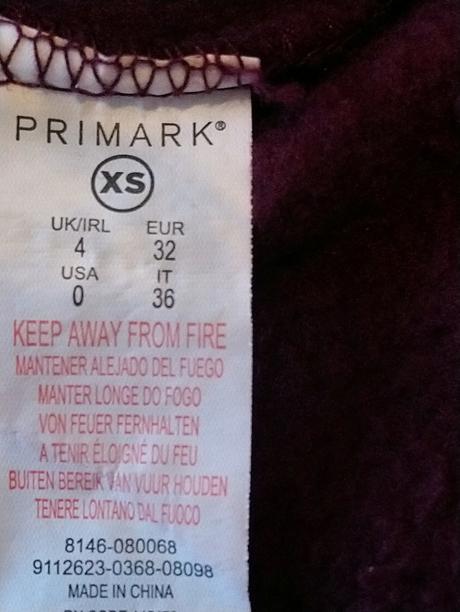 PRIMARK®
XS
UK/IRL EUR
4 32
USA IT
0 36
KEEP AWAY FROM FIRE
MANTENER ALEJADO DEL FUEGO
MANTER LONGE DO FOGO
VON FEUER FERNHALTEN
A TENIR ÉLOIGNÉ DU FEU
BUITEN BEREIK VAN VUUR HOUDEN
TENERE LONTANO DAL FUOCO
8146-080068
9112623-0368-08098
MADE IN CHINA